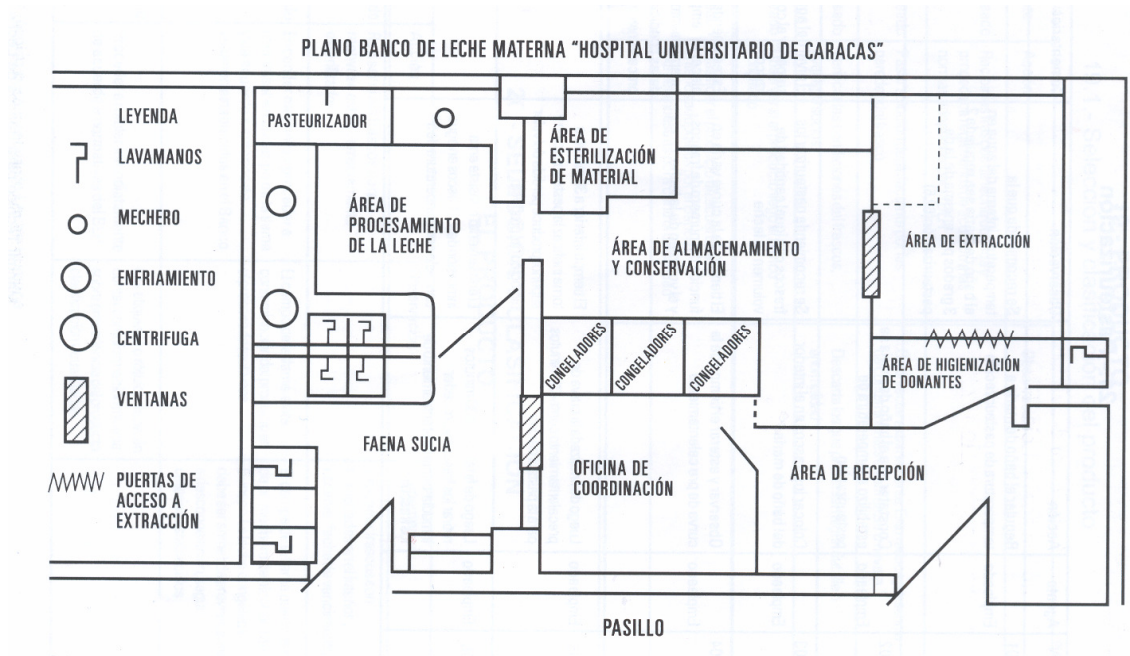 PLANO BANCO DE LECHE MATERNA “HOSPITAL UNIVERSITARIO DE CARACAS”
LEYENDA
LAVAMANOS
MECHERO
ENFRIAMIENTO
CENTRIFUGA
VENTANAS
PUERTAS DE
ACCESO A
EXTRACCIÓN
PASTEURIZADOR
ÁREA DE
PROCESAMIENTO
DE LA LECHE
ÁREA DE
ESTERILIZACIÓN
DE MATERIAL
ÁREA DE ALMACENAMIENTO
Y CONSERVACIÓN
ÁREA DE EXTRACCIÓN
CONGELADORES
CONGELADORES
CONGELADORES
ÁREA DE HIGIENIZACIÓN
DE DONANTES
FAENA SUCIA
OFICINA DE
COORDINACIÓN
ÁREA DE RECEPCIÓN
PASILLO